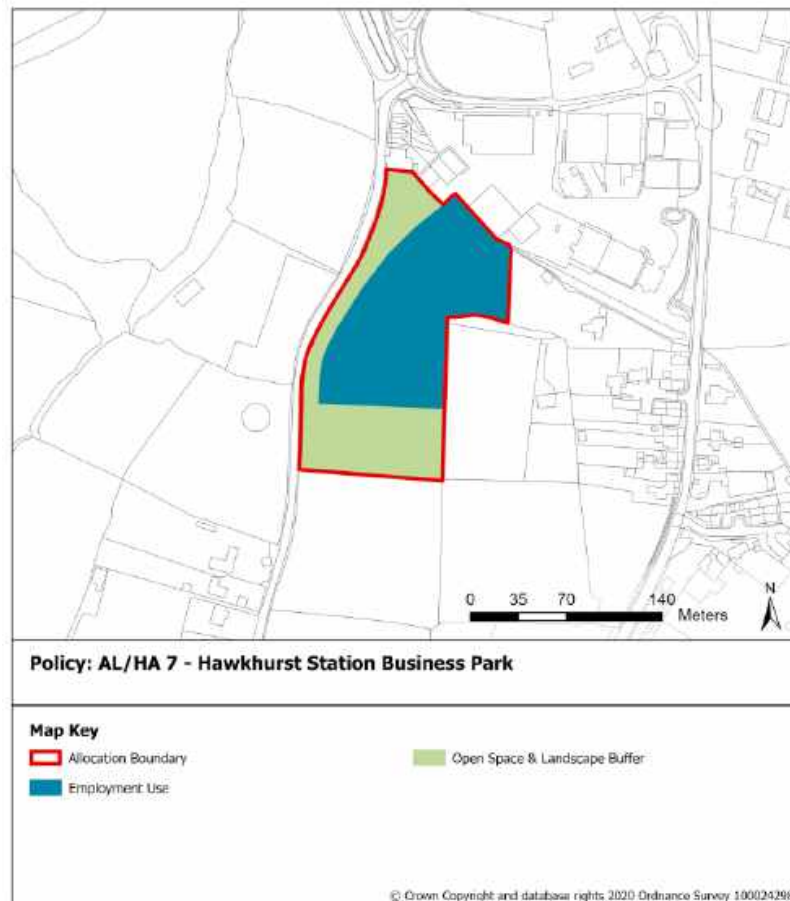 N
0 35 70 140
Meters
Policy: AL/HA 7 - Hawkhurst Station Business Park
Map Key
Allocation Boundary
Open Space & Landscape Buffer
Employment Use
© Crown Copyright and database rights 2020 Ordnance Survey 100024298